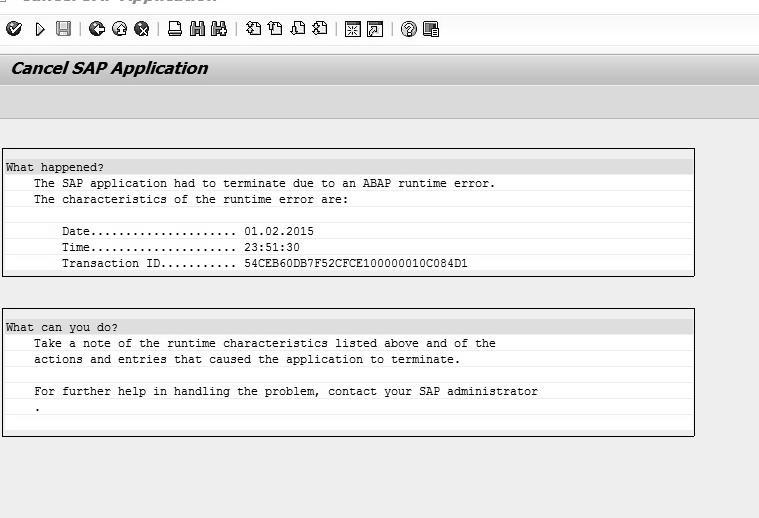 Cancel SAP Application
What happened?
The SAP application had to terminate due to an ABAP runtime error.
The characteristics of the runtime error are:
Date..................... 01.02.2015
Time..................... 23:51:30
Transaction ID........... 54CEB60DB7F52CFCE100000010C084D1
What can you do?
Take a note of the runtime characteristics listed above and of the
actions and entries that caused the application to terminate.
For further help in handling the problem, contact your SAP administrator
.